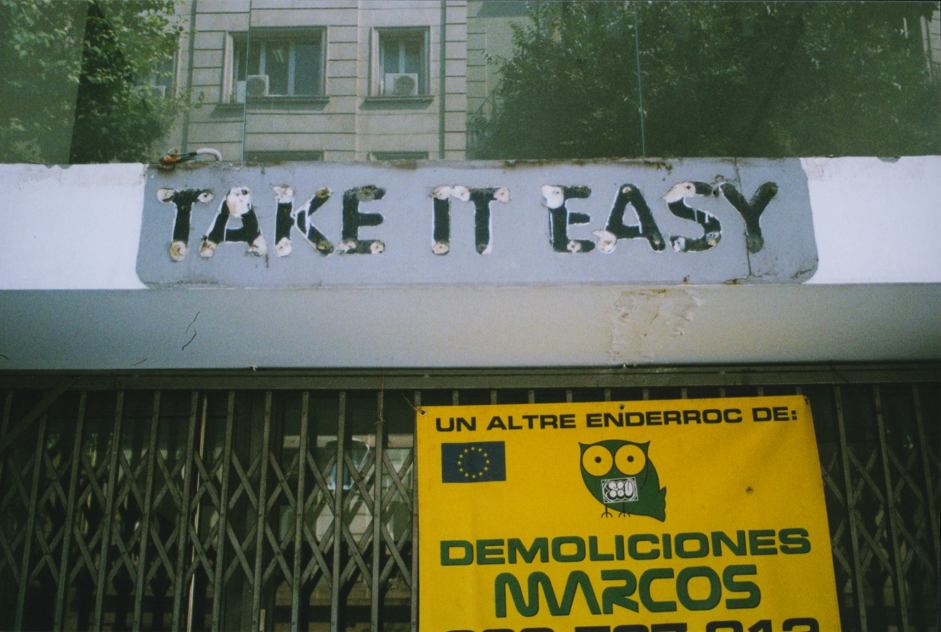 TAKE IT EASY
UN ALTRE ENDERROC DE:
DEMOLICIONES
MARCOS